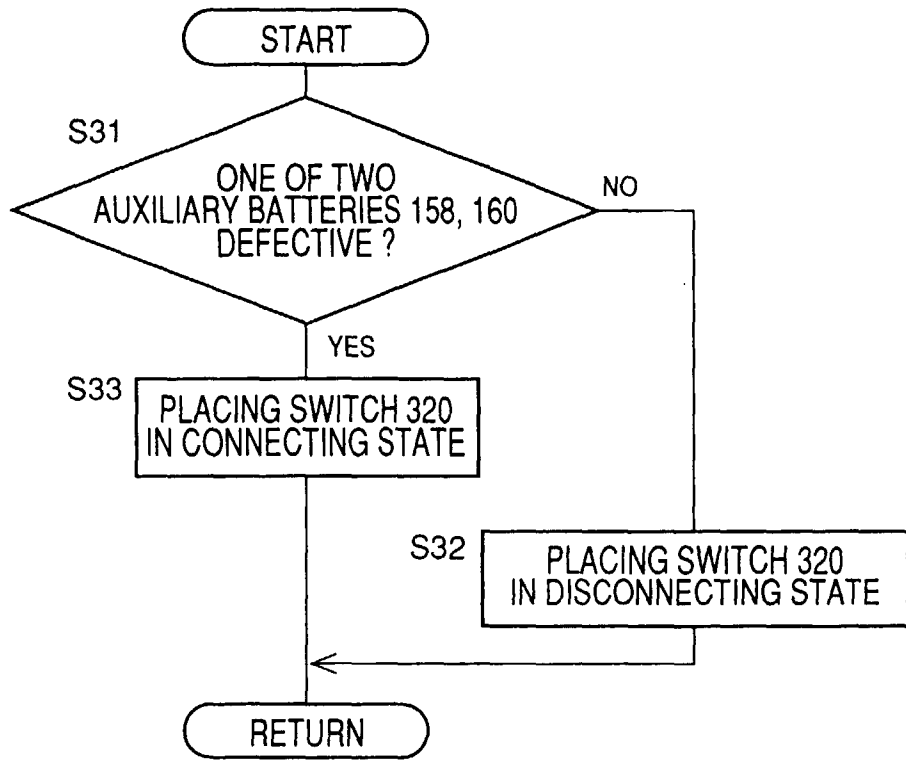 START
S31
ONE OF TWO
AUXILIARY BATTERIES 158, 160
DEFECTIVE ?
NO
YES
S33
PLACING SWITCH 320
IN CONNECTING STATE
S32
PLACING SWITCH 320
IN DISCONNECTING STATE
RETURN